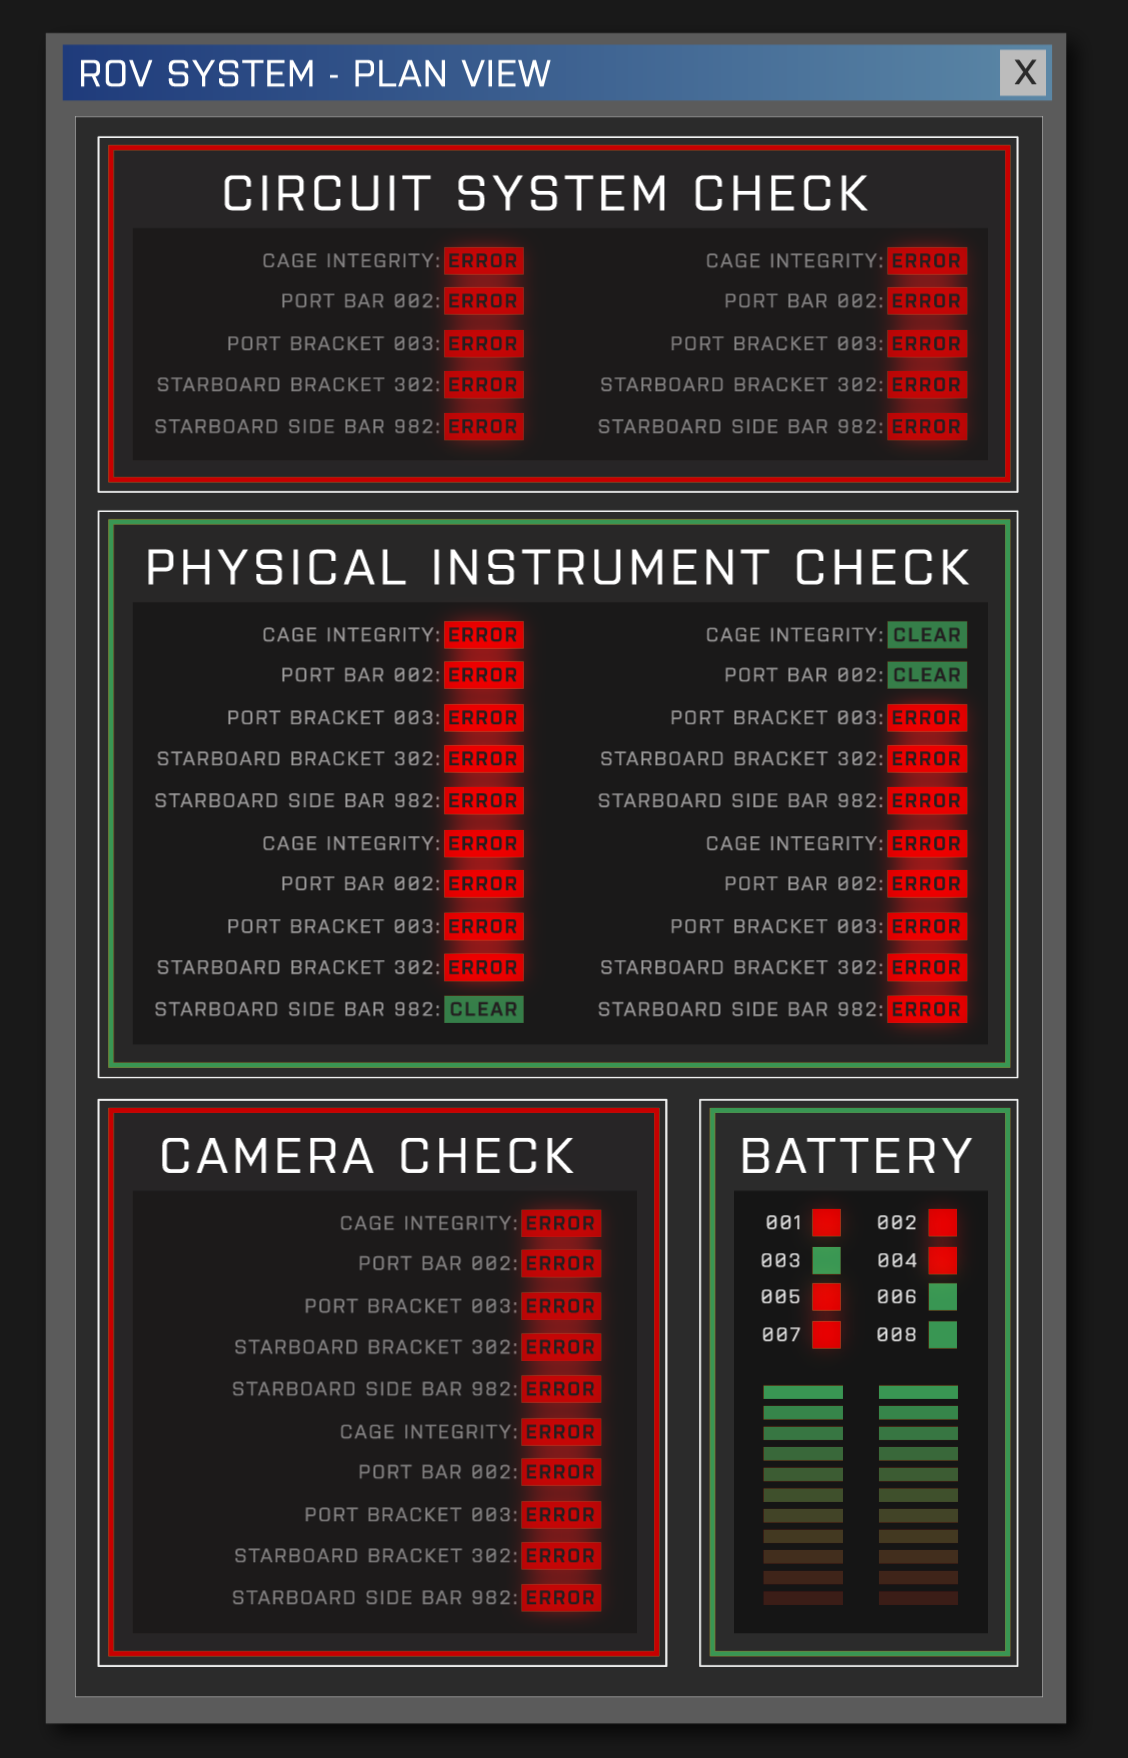 ROV SYSTEM - PLAN VIEW X
CIRCUIT SYSTEM CHECK
CAGE INTEGRITY: ERROR CAGE INTEGRITY: ERROR
PORT BAR 002: ERROR PORT BAR 002: ERROR
PORT BRACKET 003: ERROR PORT BRACKET 003: ERROR
STARBOARD BRACKET 302: ERROR STARBOARD BRACKET 302: ERROR
STARBOARD SIDE BAR 982: ERROR STARBOARD SIDE BAR 982: ERROR
PHYSICAL INSTRUMENT CHECK
CAGE INTEGRITY: ERROR CAGE INTEGRITY: CLEAR
PORT BAR 002: ERROR PORT BAR 002: CLEAR
PORT BRACKET 003: ERROR PORT BRACKET 003: ERROR
STARBOARD BRACKET 302: ERROR STARBOARD BRACKET 302: ERROR
STARBOARD SIDE BAR 982: ERROR STARBOARD SIDE BAR 982: ERROR
CAGE INTEGRITY: ERROR CAGE INTEGRITY: ERROR
PORT BAR 002: ERROR PORT BAR 002: ERROR
PORT BRACKET 003: ERROR PORT BRACKET 003: ERROR
STARBOARD BRACKET 302: ERROR STARBOARD BRACKET 302: ERROR
STARBOARD SIDE BAR 982: CLEAR STARBOARD SIDE BAR 982: ERROR
CAMERA CHECK
CAGE INTEGRITY: ERROR
PORT BAR 002: ERROR
PORT BRACKET 003: ERROR
STARBOARD BRACKET 302: ERROR
STARBOARD SIDE BAR 982: ERROR
CAGE INTEGRITY: ERROR
PORT BAR 002: ERROR
PORT BRACKET 003: ERROR
STARBOARD BRACKET 302: ERROR
STARBOARD SIDE BAR 982: ERROR
BATTERY
001 002
003 004
005 006
007 008